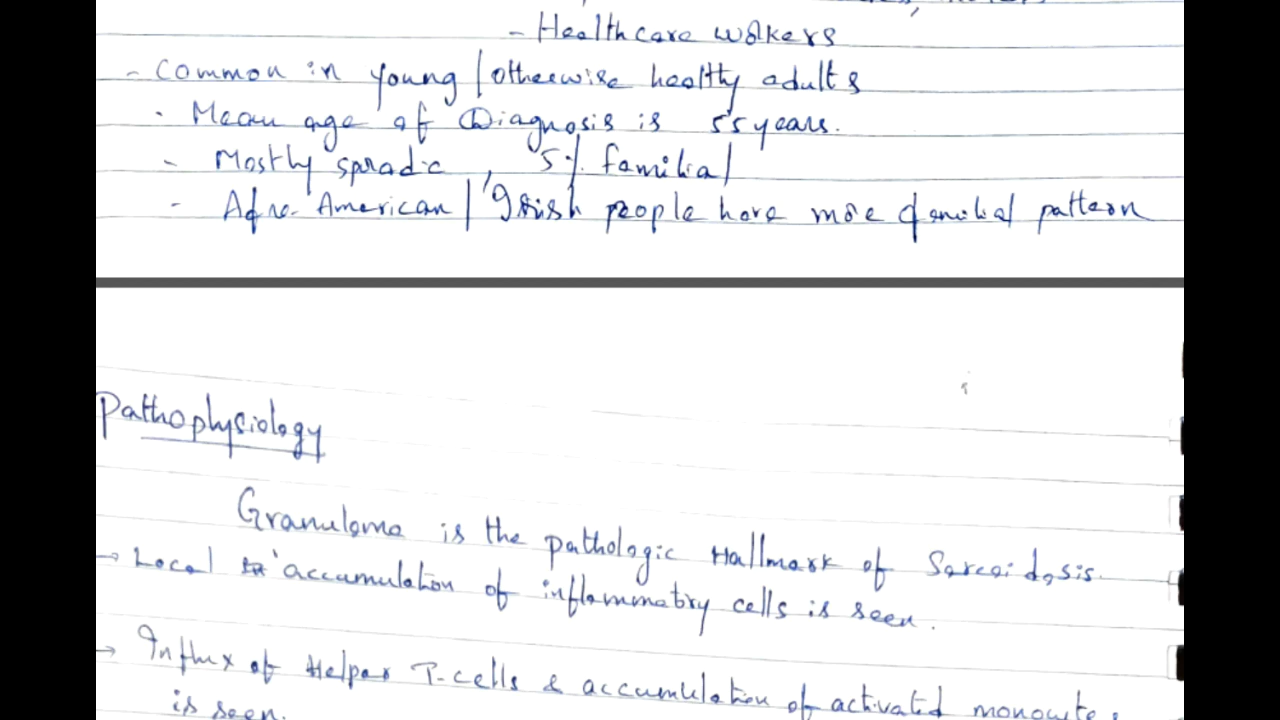 - Healthcare workers
- Common in young / otherwise healthy adults
- Mean age of Diagnosis is 55 years.
- Mostly spradic, 5% familial
- Afro. American / Irish people have more familial pattern
Pathophysiology
Granuloma is the pathologic Hallmark of Sarcoidosis.
→ Local accumulation of inflammatory cells is seen.
→ Influx of Helper T-cells & accumulation of activated monocytes
is seen.